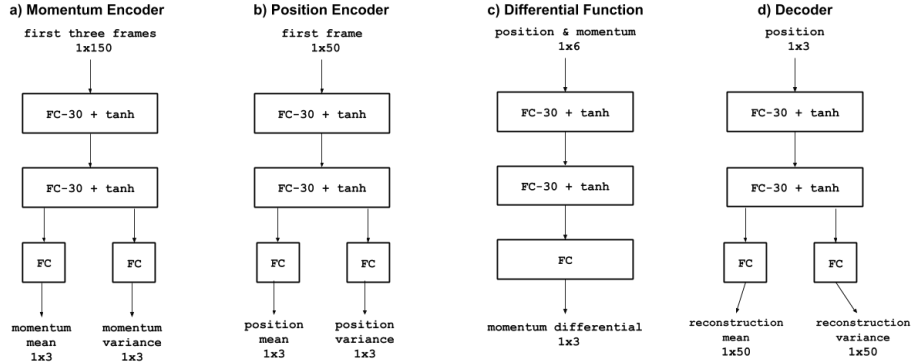 a) Momentum Encoder
first three frames
1x150
FC-30 + tanh
FC-30 + tanh
FC
FC
momentum
mean
1x3
momentum
variance
1x3
b) Position Encoder
first frame
1x50
FC-30 + tanh
FC-30 + tanh
FC
FC
position
mean
1x3
position
variance
1x3
c) Differential Function
position & momentum
1x6
FC-30 + tanh
FC-30 + tanh
FC
momentum differential
1x3
d) Decoder
position
1x3
FC-30 + tanh
FC-30 + tanh
FC
FC
reconstruction
mean
1x50
reconstruction
variance
1x50